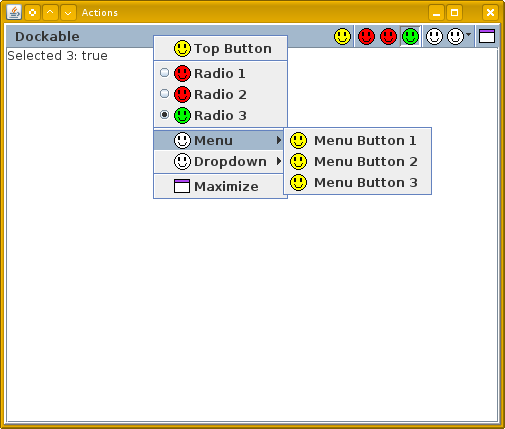 Actions
Dockable
Selected 3: true
Top Button
Radio 1
Radio 2
Radio 3
Menu
Menu Button 1
Dropdown
Menu Button 2
Maximize
Menu Button 3